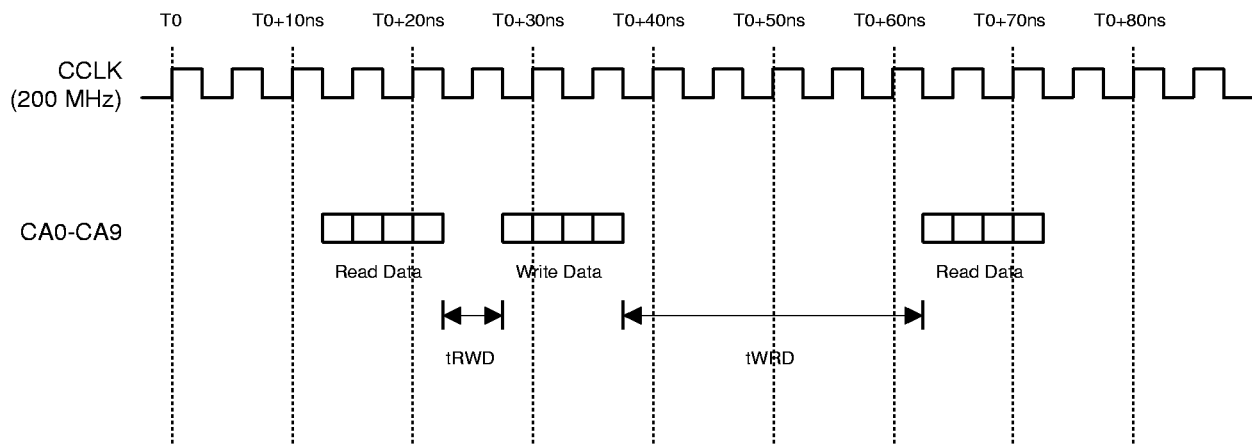 T0 T0+10ns T0+20ns T0+30ns T0+40ns T0+50ns T0+60ns T0+70ns T0+80ns
CCLK
(200 MHz)
CA0-CA9
Read Data Write Data Read Data
tRWD tWRD